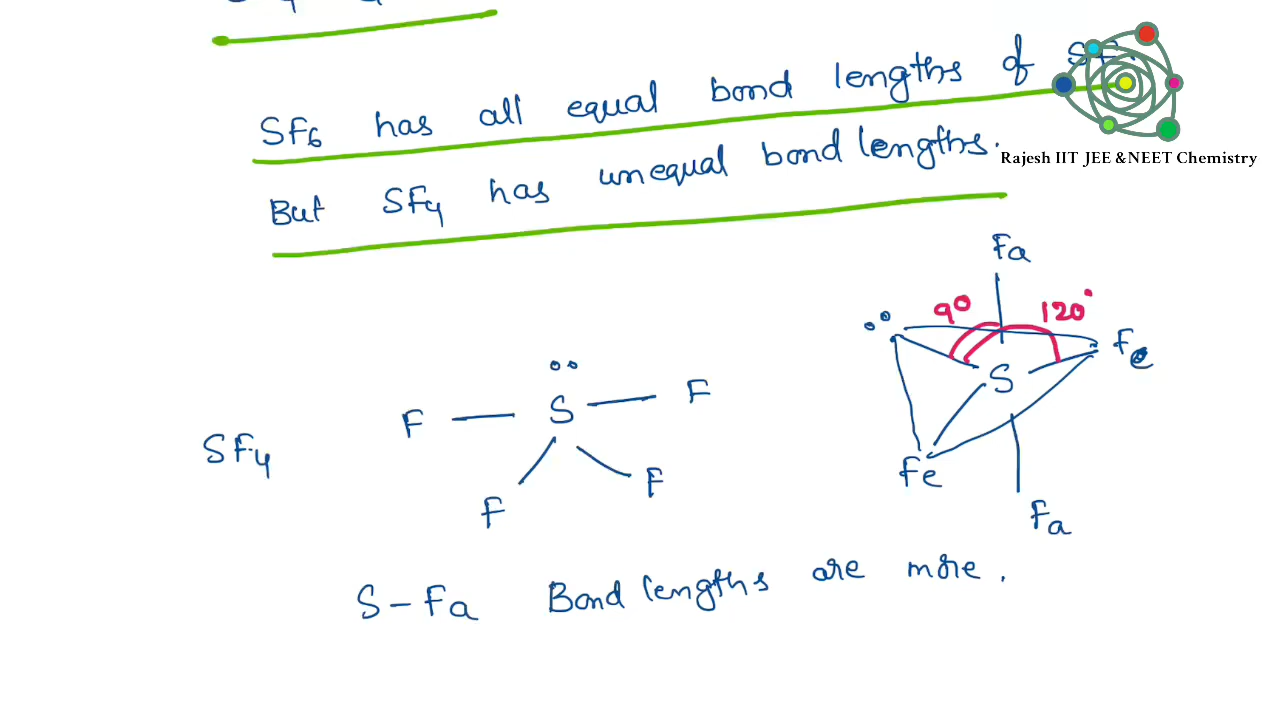 SF6 has all equal bond lengths of
Rajesh IIT JEE &NEET Chemistry
But SF4 has unequal bond lengths.
Fa
90 120°
Fe
S
F S F
SF4
F F
Fe
Fa
S-Fa Bond lengths are more.